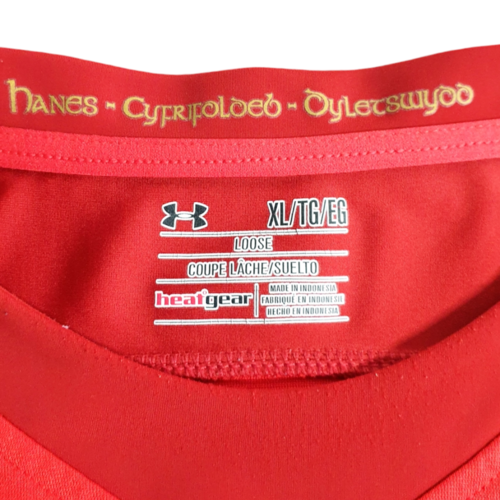 Hanes - Cyfrifoldeb - Dyletswydd
XL/TG/EG
LOOSE
COUPE LÂCHE/SUELTO
heatgear
MADE IN INDONESIA
FABRIQUÉ EN INDONÉSIE
HECHO EN INDONESIA